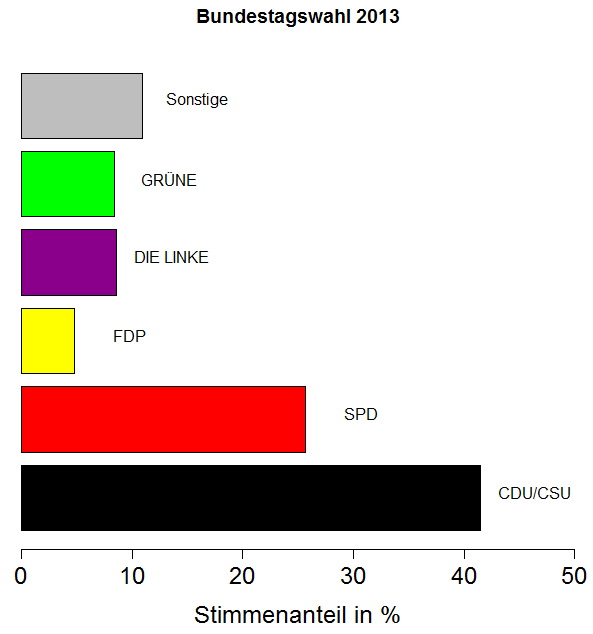 Bundestagswahl 2013
Sonstige
GRÜNE
DIE LINKE
FDP
SPD
CDU/CSU
0 10 20 30 40 50
Stimmenanteil in %